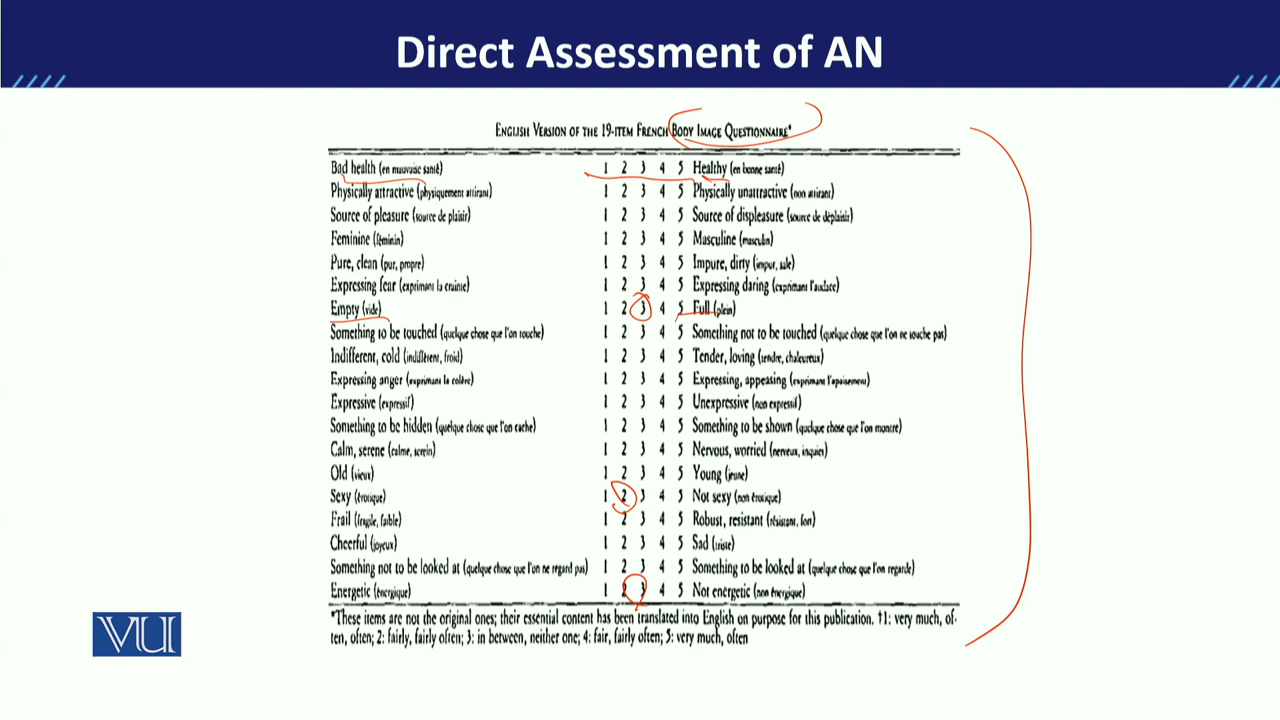 Direct Assessment of AN
ENGLISH VERSION OF THE 19-ITEM FRENCH BODY IMAGE QUESTIONNAIRE*
Bad health (en mauvaise santé) 1 2 3 4 5 Healthy (en bonne santé)
Physically attractive (physiquement attirant) 1 2 3 4 5 Physically unattractive (non attirant)
Source of pleasure (source de plaisir) 1 2 3 4 5 Source of displeasure (source de déplaisir)
Feminine (féminin) 1 2 3 4 5 Masculine (masculin)
Pure, clean (pur, propre) 1 2 3 4 5 Impure, dirty (impur, sale)
Expressing fear (exprimant la crainte) 1 2 3 4 5 Expressing daring (exprimant l'audace)
Empty (vide) 1 2 3 4 5 Full (plein)
Something to be touched (quelque chose que l'on touche) 1 2 3 4 5 Something not to be touched (quelque chose que l'on ne touche pas)
Indifferent, cold (indifférent, froid) 1 2 3 4 5 Tender, loving (tendre, chaleureux)
Expressing anger (exprimant la colère) 1 2 3 4 5 Expressing, appeasing (exprimant l'apaisement)
Expressive (expressif) 1 2 3 4 5 Unexpressive (non expressif)
Something to be hidden (quelque chose que l'on cache) 1 2 3 4 5 Something to be shown (quelque chose que l'on montre)
Calm, serene (calme, serein) 1 2 3 4 5 Nervous, worried (nerveux, inquiet)
Old (vieux) 1 2 3 4 5 Young (jeune)
Sexy (érotique) 1 2 3 4 5 Not sexy (non érotique)
Frail (fragile, faible) 1 2 3 4 5 Robust, resistant (résistant, fort)
Cheerful (joyeux) 1 2 3 4 5 Sad (triste)
Something not to be looked at (quelque chose que l'on ne regard pas) 1 2 3 4 5 Something to be looked at (quelque chose que l'on regarde)
Energetic (énergique) 1 2 3 4 5 Not energetic (non énergique)
*These items are not the original ones; their essential content has been translated into English on purpose for this publication. †1: very much, of-
ten, often; 2: fairly, fairly often; 3: in between, neither one; 4: fair, fairly often; 5: very much, often
VU